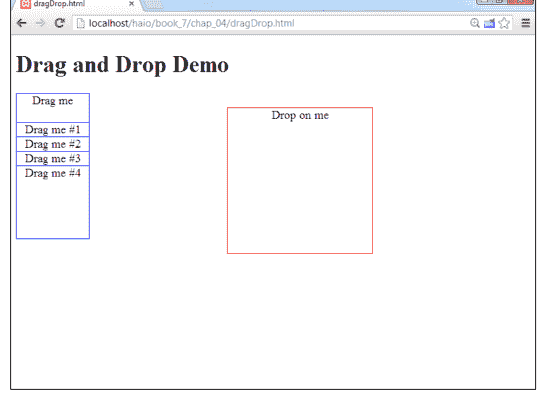 dragDrop.html
localhost/haio/book_7/chap_04/dragDrop.html
Drag and Drop Demo
Drag me
Drag me #1
Drag me #2
Drag me #3
Drag me #4
Drop on me